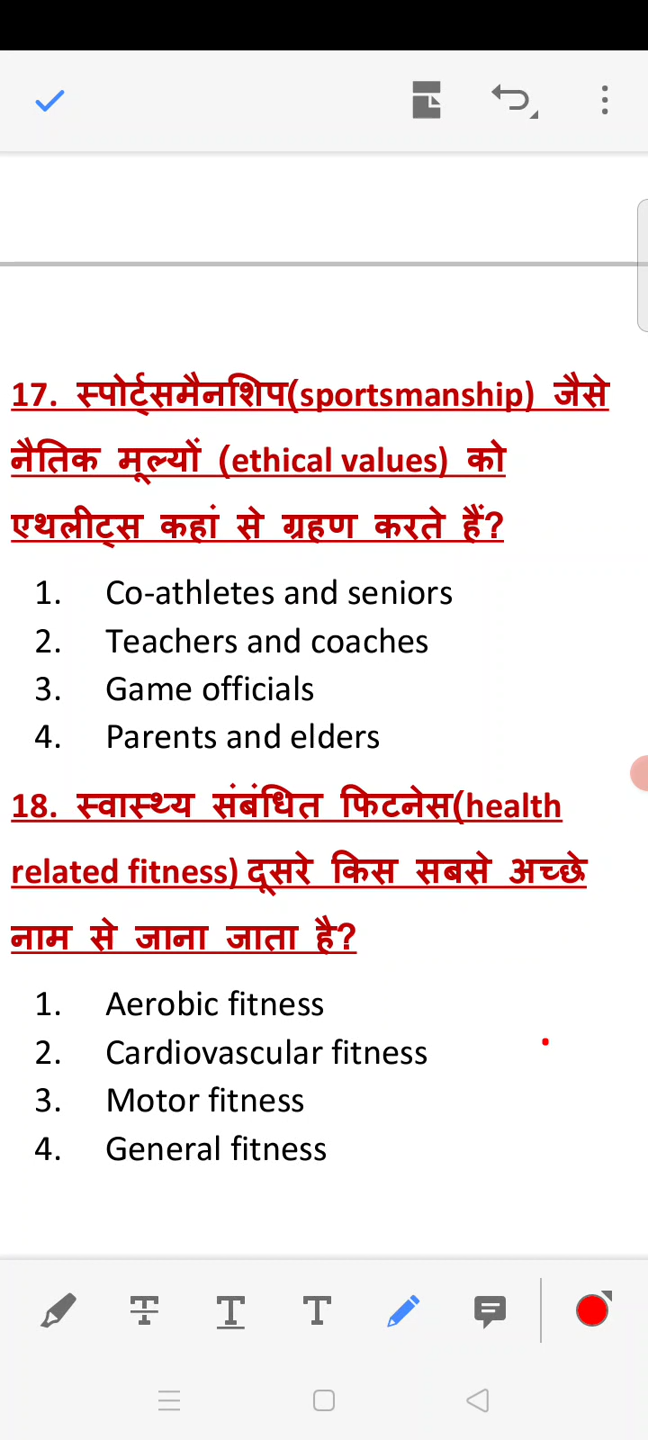 17. स्पोर्ट्समैनशिप(sportsmanship) जैसे
नैतिक मूल्यों (ethical values) को
एथलीट्स कहां से ग्रहण करते हैं?
1. Co-athletes and seniors
2. Teachers and coaches
3. Game officials
4. Parents and elders
18. स्वास्थ्य संबंधित फिटनेस(health
related fitness) दूसरे किस सबसे अच्छे
नाम से जाना जाता है?
1. Aerobic fitness
2. Cardiovascular fitness
3. Motor fitness
4. General fitness